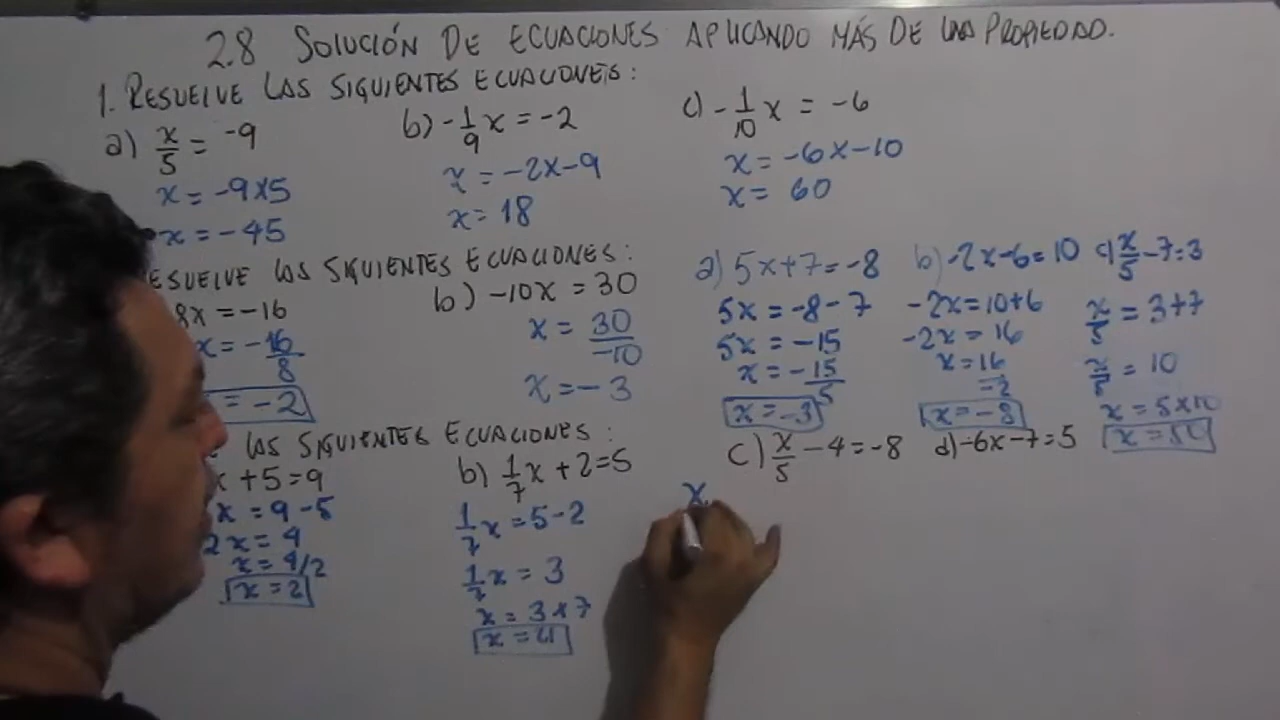 2.8 SOLUCIÓN DE ECUACIONES APLICANDO MÁS DE UNA PROPIEDAD.
1. RESUELVE LAS SIGUIENTES ECUACIONES:
a) x/5 = -9
x = -9x5
x = -45
b) -1/9 x = -2
x = -2x-9
x = 18
c) -1/10 x = -6
x = -6x-10
x = 60
ESUELVE LAS SIGUIENTES ECUACIONES:
8x = -16
x = -16/8
= -2
b) -10x = 30
x = 30/-10
x = -3
a) 5x+7=-8
5x = -8-7
5x = -15
x = -15/5
x = -3
b) -2x-6=10
-2x=10+6
-2x = 16
x = 16/-2
x = -8
c) x/5 -7=3
x/5 = 3+7
x/5 = 10
x = 5x10
LAS SIGUIENTES ECUACIONES:
x+5=9
x = 9-5
2x = 4
x = 4/2
x = 2
b) 1/7 x+2=5
1/7 x = 5-2
1/7 x = 3
x = 3x7
x = 21
c) x/5 -4=-8
x
d) -6x-7=5